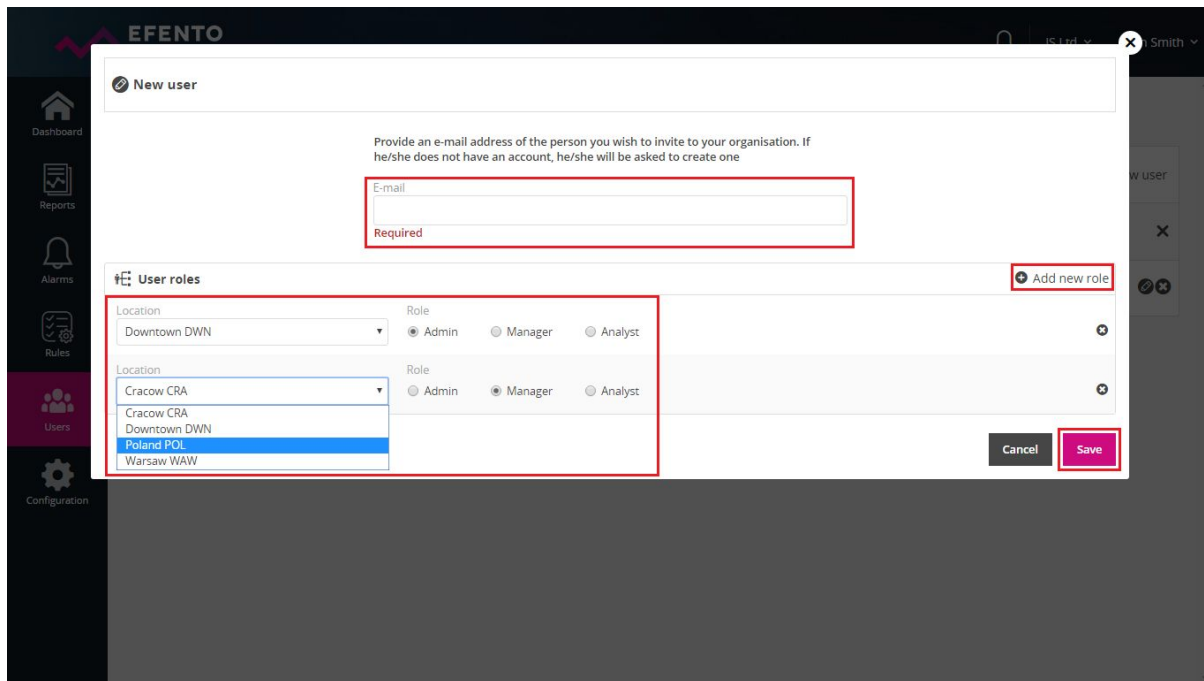 EFENTO
JS Ltd
Smith
New user
Dashboard
Provide an e-mail address of the person you wish to invite to your organisation. If
he/she does not have an account, he/she will be asked to create one
w user
E-mail
Reports
Required
Alarms
User roles
Add new role
Location Role
Downtown DWN Admin Manager Analyst
Rules
Location Role
Cracow CRA Admin Manager Analyst
Cracow CRA
Downtown DWN
Users
Poland POL
Warsaw WAW
Cancel Save
Configuration